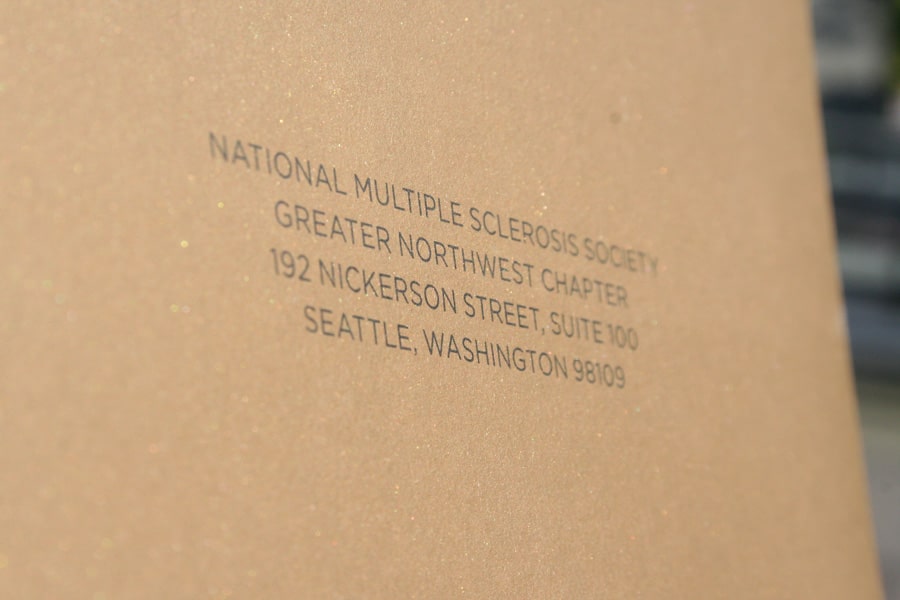 NATIONAL MULTIPLE SCLEROSIS SOCIETY
GREATER NORTHWEST CHAPTER
192 NICKERSON STREET, SUITE 100
SEATTLE, WASHINGTON 98109